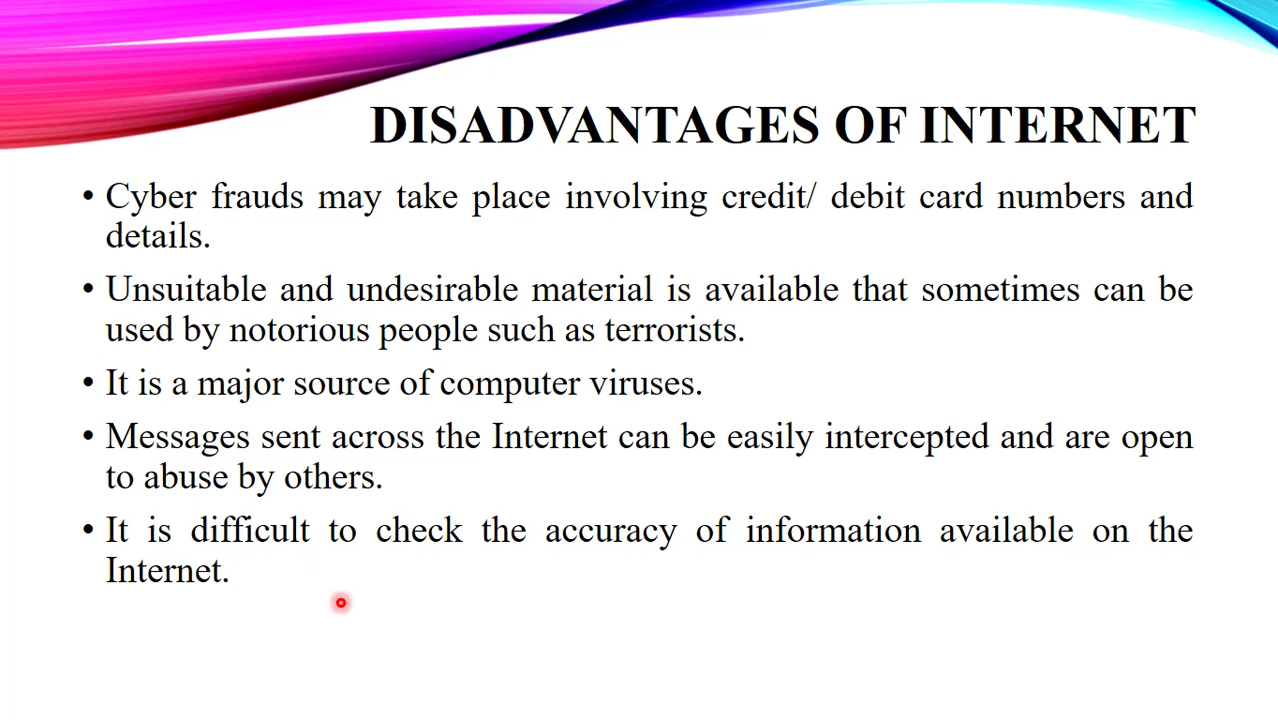 DISADVANTAGES OF INTERNET
• Cyber frauds may take place involving credit/ debit card numbers and
details.
• Unsuitable and undesirable material is available that sometimes can be
used by notorious people such as terrorists.
• It is a major source of computer viruses.
• Messages sent across the Internet can be easily intercepted and are open
to abuse by others.
• It is difficult to check the accuracy of information available on the
Internet.